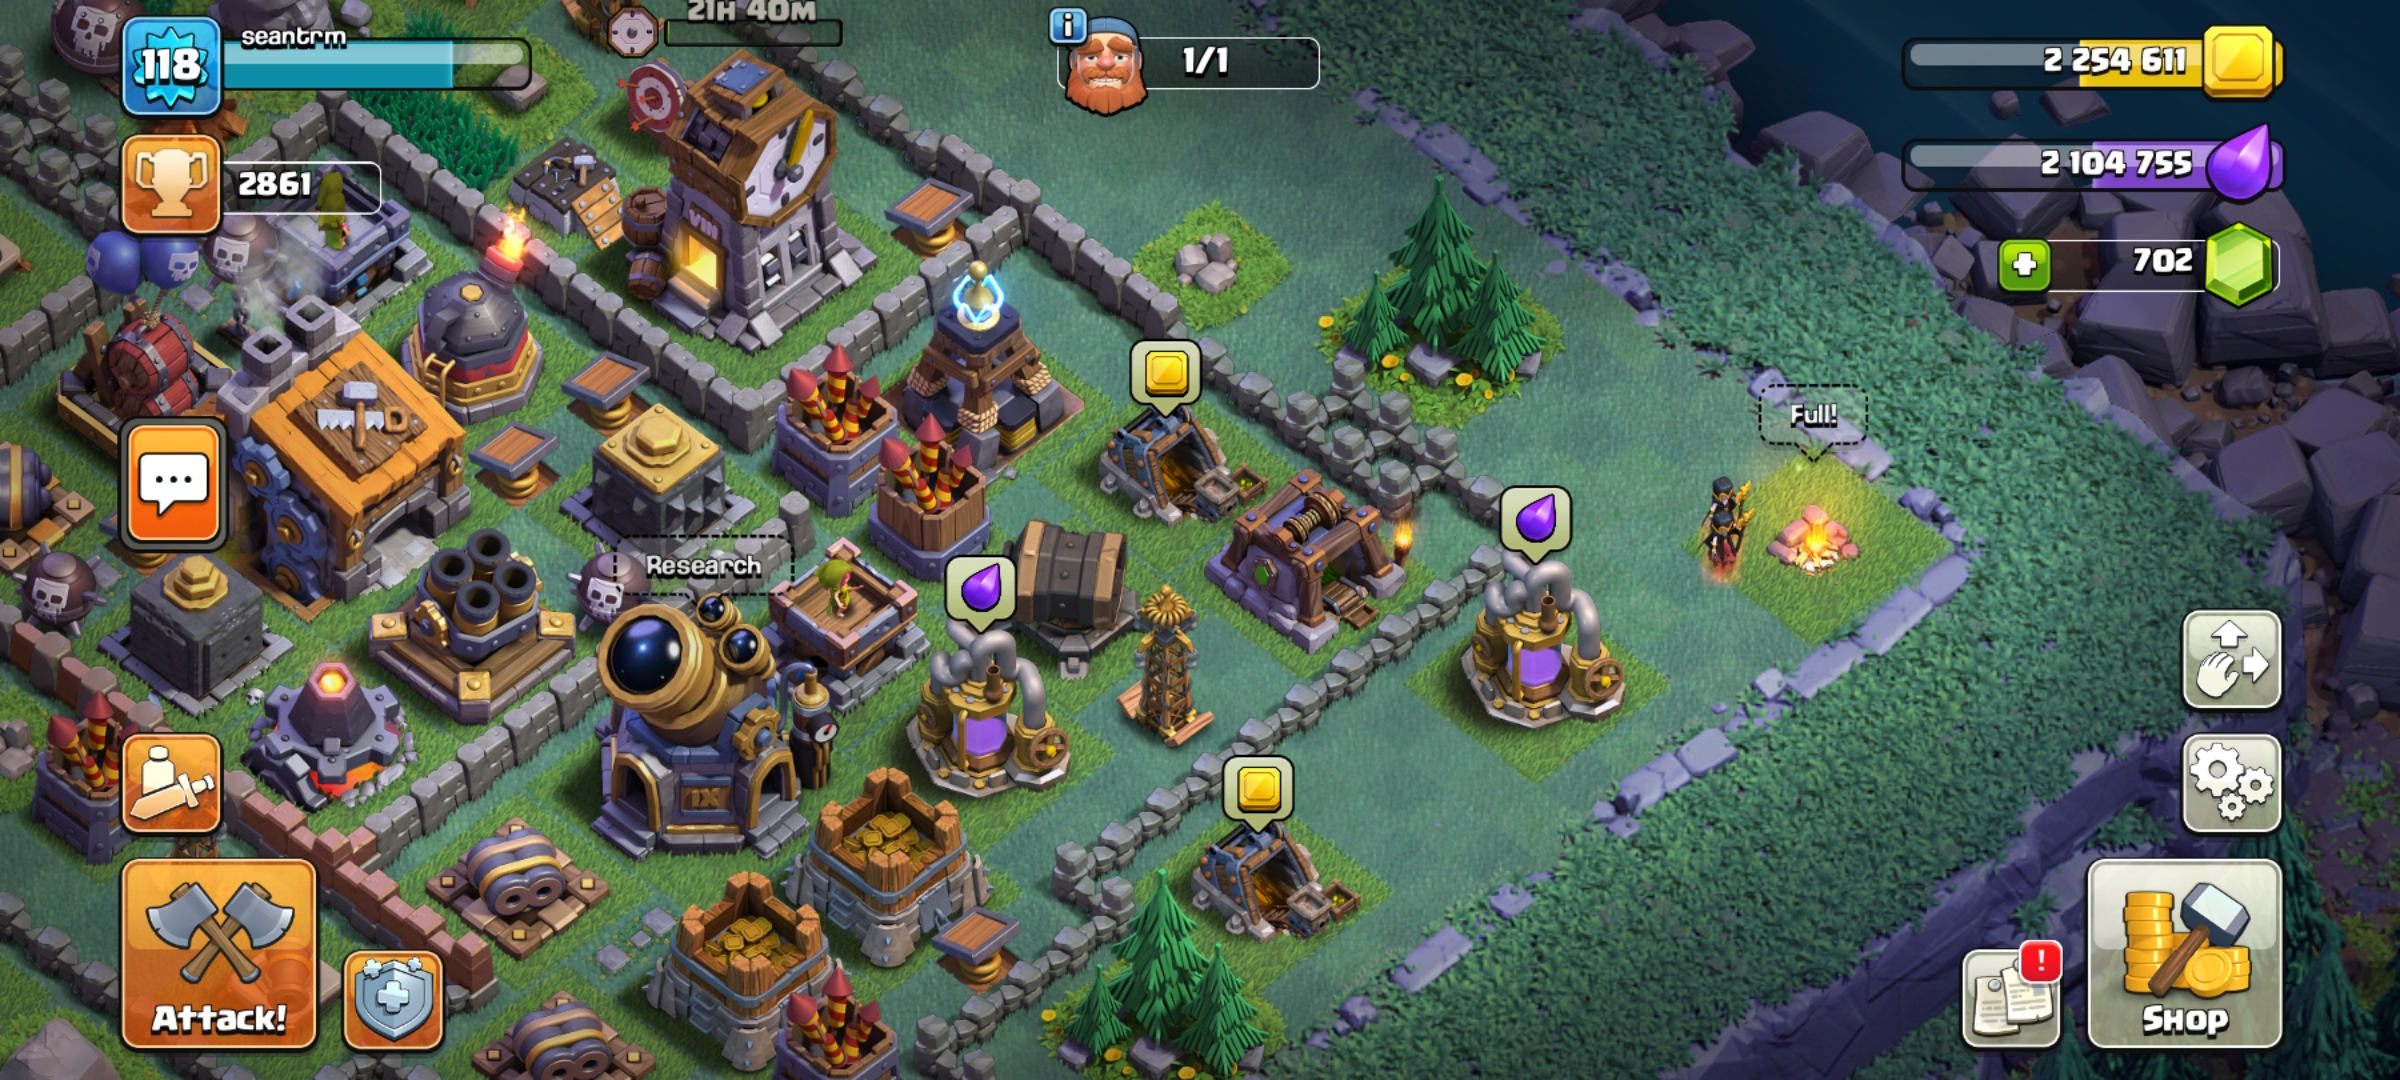 21H 40M
seantrm
118
1/1
2 254 611
2861
2 104 755
702
VIII
Full!
Research
IX
Attack!
Shop